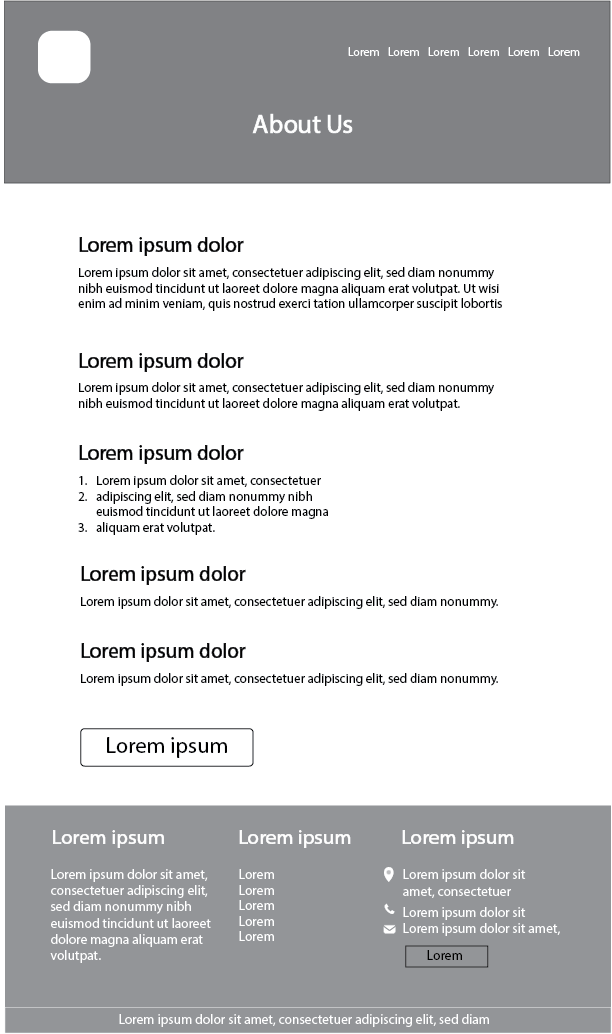 Lorem Lorem Lorem Lorem Lorem Lorem
About Us
Lorem ipsum dolor
Lorem ipsum dolor sit amet, consectetuer adipiscing elit, sed diam nonummy
nibh euismod tincidunt ut laoreet dolore magna aliquam erat volutpat. Ut wisi
enim ad minim veniam, quis nostrud exerci tation ullamcorper suscipit lobortis
Lorem ipsum dolor
Lorem ipsum dolor sit amet, consectetuer adipiscing elit, sed diam nonummy
nibh euismod tincidunt ut laoreet dolore magna aliquam erat volutpat.
Lorem ipsum dolor
1. Lorem ipsum dolor sit amet, consectetuer
2. adipiscing elit, sed diam nonummy nibh
euismod tincidunt ut laoreet dolore magna
3. aliquam erat volutpat.
Lorem ipsum dolor
Lorem ipsum dolor sit amet, consectetuer adipiscing elit, sed diam nonummy.
Lorem ipsum dolor
Lorem ipsum dolor sit amet, consectetuer adipiscing elit, sed diam nonummy.
Lorem ipsum
Lorem ipsum
Lorem ipsum dolor sit amet,
consectetuer adipiscing elit,
sed diam nonummy nibh
euismod tincidunt ut laoreet
dolore magna aliquam erat
volutpat.
Lorem ipsum
Lorem
Lorem
Lorem
Lorem
Lorem
Lorem ipsum
Lorem ipsum dolor sit
amet, consectetuer
Lorem ipsum dolor sit
Lorem ipsum dolor sit amet,
Lorem
Lorem ipsum dolor sit amet, consectetuer adipiscing elit, sed diam